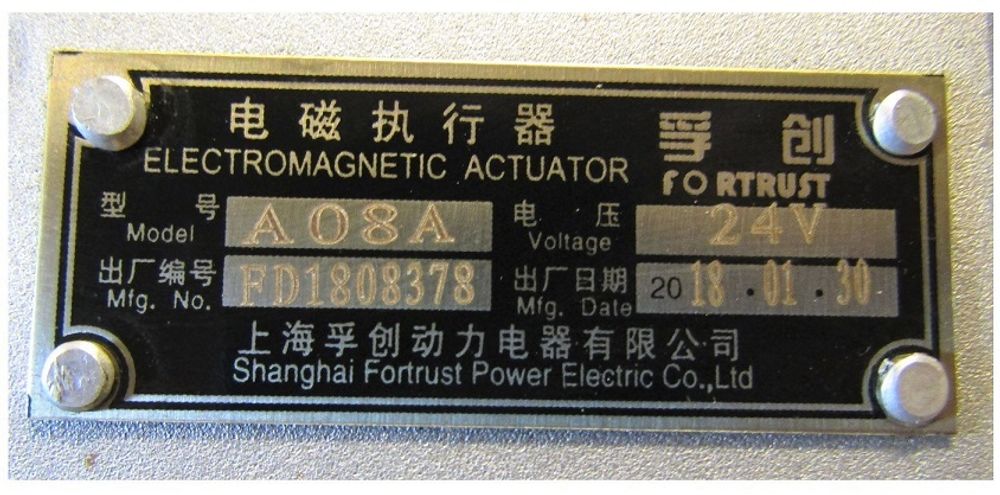 电磁执行器 孚创
ELECTROMAGNETIC ACTUATOR FORTRUST
型号 A08A 电压 24V
Model Voltage
出厂编号 FD1808378 出厂日期 2018.01.30
Mfg. No. Mfg. Date
上海孚创动力电器有限公司
Shanghai Fortrust Power Electric Co.,Ltd